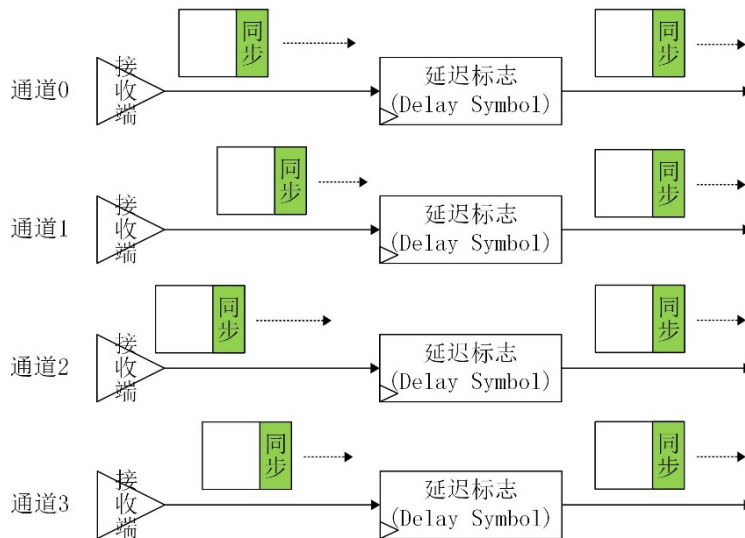 同步
同步
通道0
接收端
延迟标志
(Delay Symbol)
同步
同步
通道1
接收端
延迟标志
(Delay Symbol)
同步
同步
通道2
接收端
延迟标志
(Delay Symbol)
同步
同步
通道3
接收端
延迟标志
(Delay Symbol)